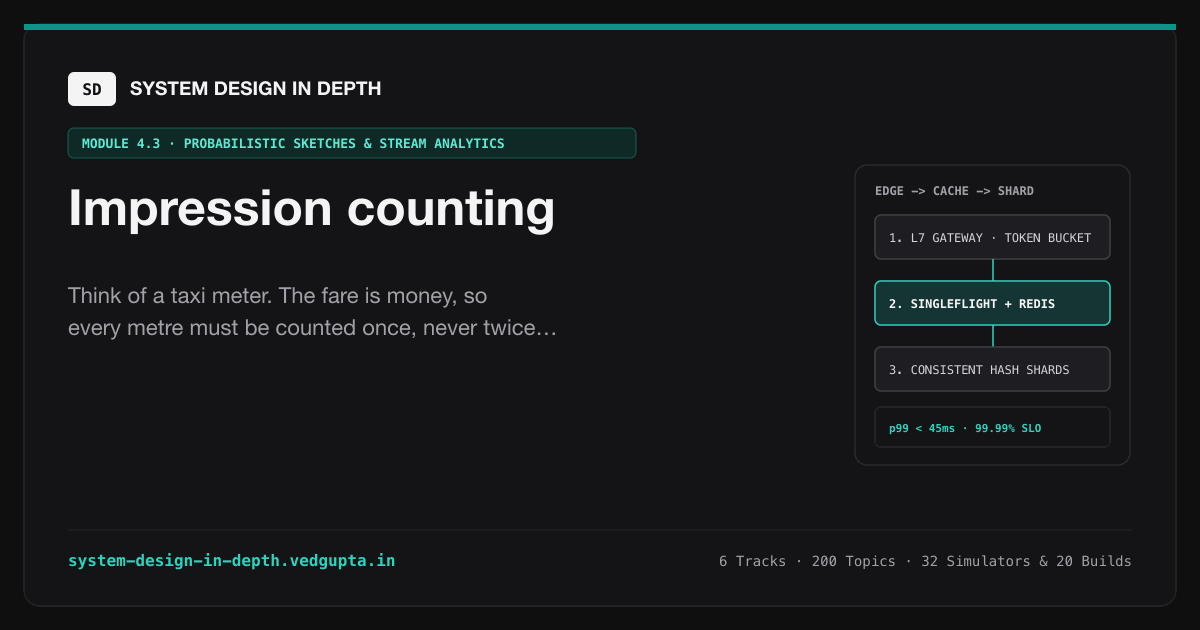 SD
SYSTEM DESIGN IN DEPTH
MODULE 4.3 · PROBABILISTIC SKETCHES & STREAM ANALYTICS
Impression counting
Think of a taxi meter. The fare is money, so
every metre must be counted once, never twice…
EDGE —> CACHE —> SHARD
1. L7 GATEWAY · TOKEN BUCKET
2. SINGLEFLIGHT + REDIS
3. CONSISTENT HASH SHARDS
p99 < 45ms · 99.99% SLO
system-design-in-depth.vedgupta.in
6 Tracks · 200 Topics · 32 Simulators & 20 Builds